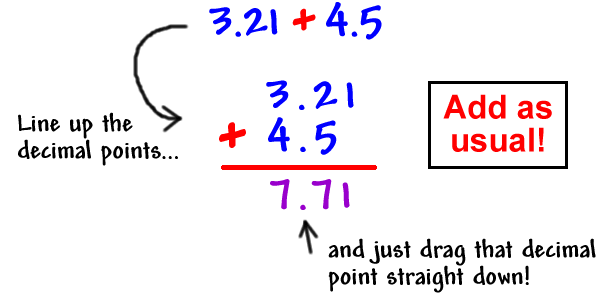 3.21 + 4.5
Line up the
decimal points...
3.21
+ 4.5
7.71
Add as
usual!
and just drag that decimal
point straight down!